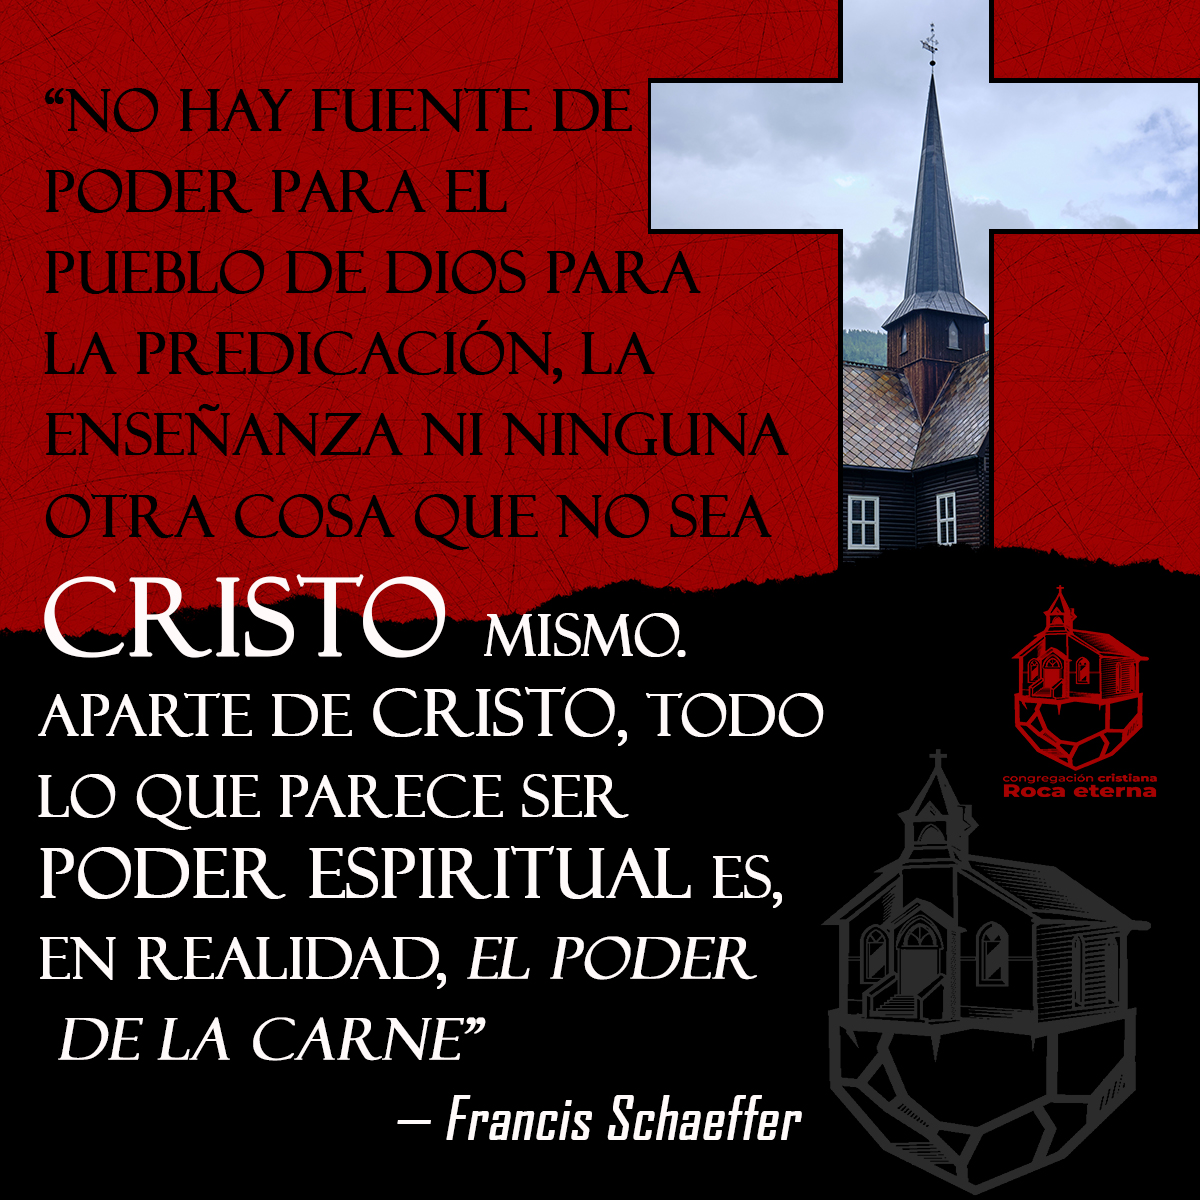 “NO HAY FUENTE DE
PODER PARA EL
PUEBLO DE DIOS PARA
LA PREDICACIÓN, LA
ENSEÑANZA NI NINGUNA
OTRA COSA QUE NO SEA
CRISTO MISMO.
APARTE DE CRISTO, TODO
LO QUE PARECE SER
PODER ESPIRITUAL ES,
EN REALIDAD, EL PODER
DE LA CARNE”
– Francis Schaeffer
congregación cristiana
Roca eterna